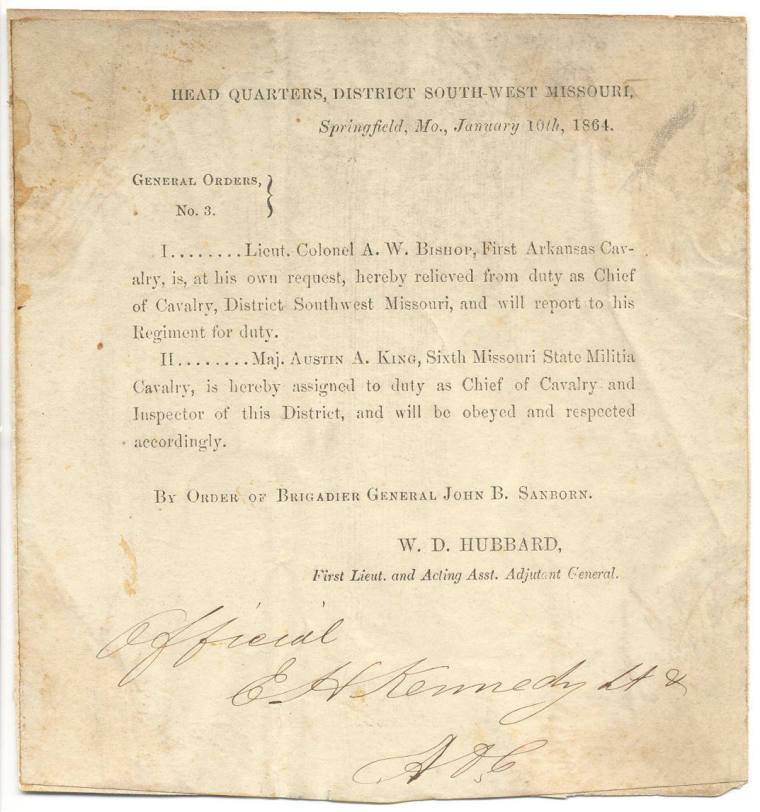 HEAD QUARTERS, DISTRICT SOUTH-WEST MISSOURI,
Springfield, Mo., January 10th, 1864.
GENERAL ORDERS,
No. 3.
I........Lieut. Colonel A. W. BISHOP, First Arkansas Cav-
alry, is, at his own request, hereby relieved from duty as Chief
of Cavalry, District Southwest Missouri, and will report to his
Regiment for duty.
II........Maj. AUSTIN A. KING, Sixth Missouri State Militia
Cavalry, is hereby assigned to duty as Chief of Cavalry and
Inspector of this District, and will be obeyed and respected
accordingly.
BY ORDER OF BRIGADIER GENERAL JOHN B. SANBORN.
W. D. HUBBARD,
First Lieut. and Acting Asst. Adjutant General.
Official
E. H Kennedy Lt &
A D C